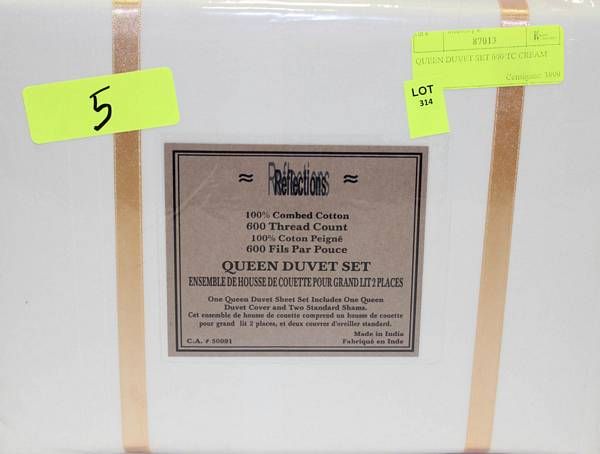 87013
QUEEN DUVET SET 600 TC CREAM
Consignor: 1800
LOT
314
5
≈ Réflections ≈
100% Combed Cotton
600 Thread Count
100% Coton Peigné
600 Fils Par Pouce
QUEEN DUVET SET
ENSEMBLE DE HOUSSE DE COUETTE POUR GRAND LIT 2 PLACES
One Queen Duvet Sheet Set Includes One Queen
Duvet Cover and Two Standard Shams.
Cet ensemble de housse de couette comprend un housse de couette
pour grand lit 2 places, et deux couvres d'oreiller standard.
Made in India
C.A. # 50091 Fabriqué en Inde